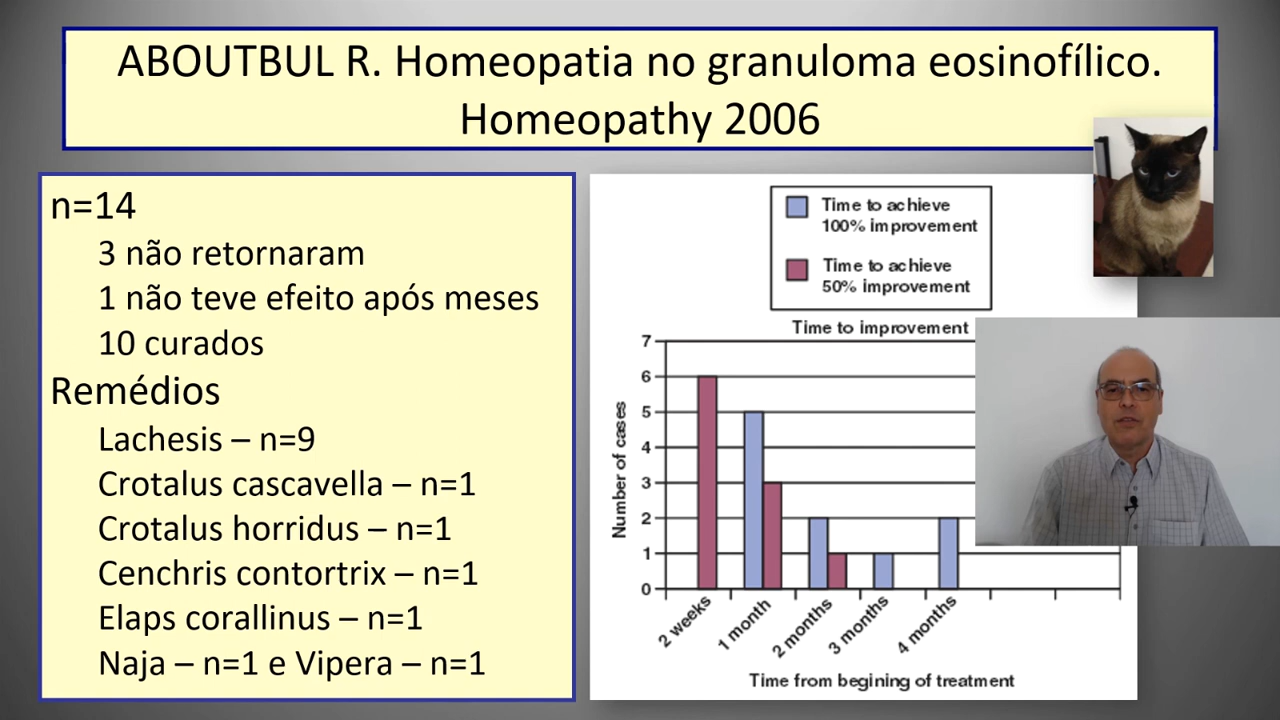 ABOUTBUL R. Homeopatia no granuloma eosinofílico.
Homeopathy 2006
n=14
3 não retornaram
1 não teve efeito após meses
10 curados
Remédios
Lachesis – n=9
Crotalus cascavella – n=1
Crotalus horridus – n=1
Cenchris contortrix – n=1
Elaps corallinus – n=1
Naja – n=1 e Vipera – n=1
Time to achieve
100% improvement
Time to achieve
50% improvement
Time to improvement
Number of cases
7
6
5
4
3
2
1
0
2 weeks
1 month
2 months
3 months
4 months
Time from begining of treatment